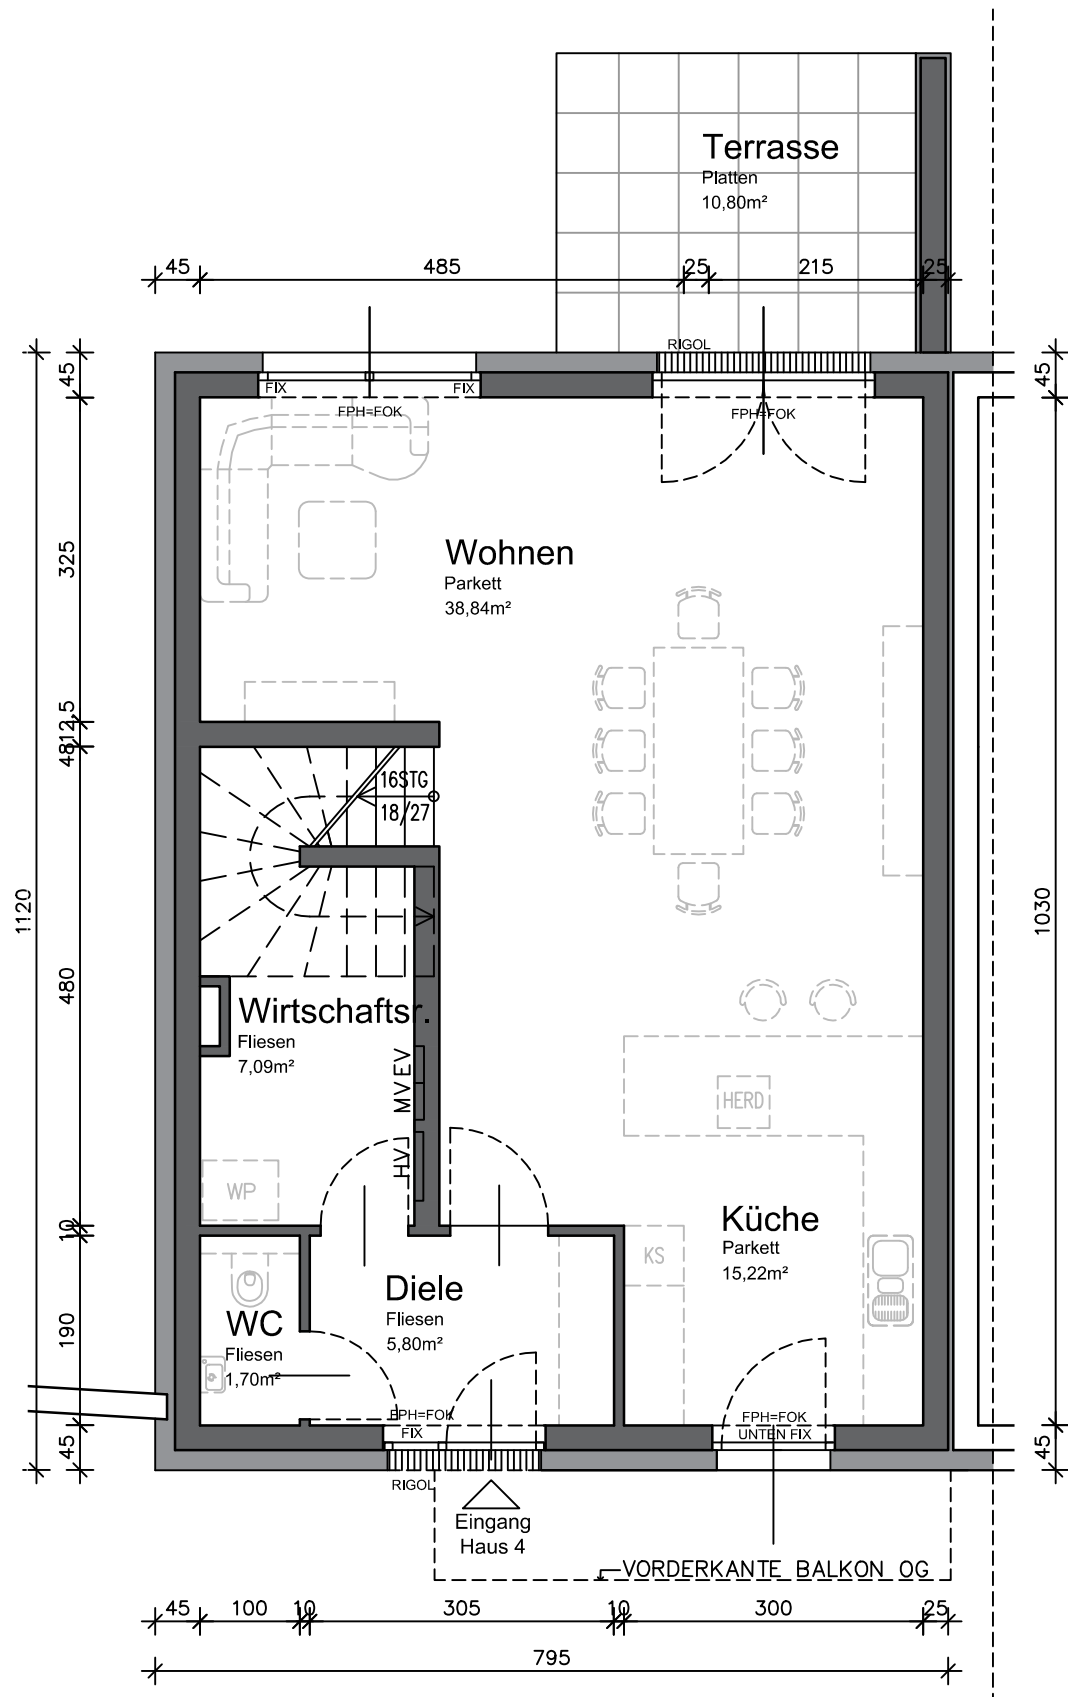 Terrasse
Platten
10,80m²
45
485
25
215
25
RIGOL
45
45
FIX
FIX
FPH=FOK
FPH=FOK
325
Wohnen
Parkett
38,84m²
12,5
48
16STG
18/27
1120
1030
480
Wirtschaftsr.
Fliesen
7,09m²
MVEV
HERD
HV
WP
10
Küche
Parkett
15,22m²
KS
Diele
Fliesen
5,80m²
WC
Fliesen
1,70m²
190
FPH=FOK
FIX
FPH=FOK
UNTEN FIX
45
45
RIGOL
Eingang
Haus 4
VORDERKANTE BALKON OG
45
100
10
305
10
300
25
795